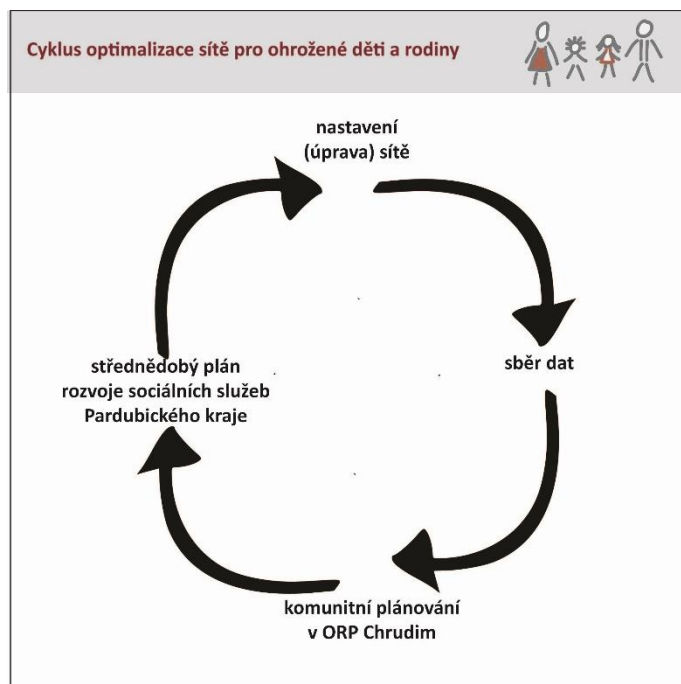 Cyklus optimalizace sítě pro ohrožené děti a rodiny
nastavení
(úprava) sítě
sběr dat
střednědobý plán
rozvoje sociálních služeb
Pardubického kraje
komunitní plánování
v ORP Chrudim